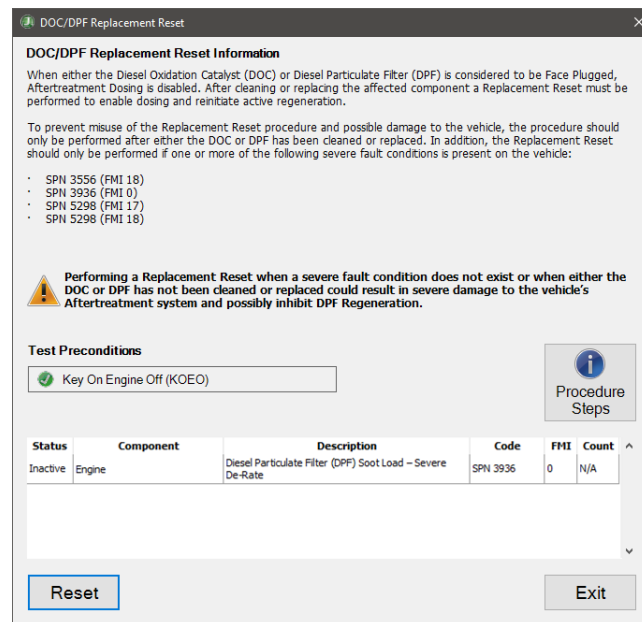 DOC/DPF Replacement Reset
DOC/DPF Replacement Reset Information
When either the Diesel Oxidation Catalyst (DOC) or Diesel Particulate Filter (DPF) is considered to be Face Plugged,
Aftertreatment Dosing is disabled. After cleaning or replacing the affected component a Replacement Reset must be
performed to enable dosing and reinitiate active regeneration.
To prevent misuse of the Replacement Reset procedure and possible damage to the vehicle, the procedure should
only be performed after either the DOC or DPF has been cleaned or replaced. In addition, the Replacement Reset
should only be performed if one or more of the following severe fault conditions is present on the vehicle:
· SPN 3556 (FMI 18)
· SPN 3936 (FMI 0)
· SPN 5298 (FMI 17)
· SPN 5298 (FMI 18)
Performing a Replacement Reset when a severe fault condition does not exist or when either the
DOC or DPF has not been cleaned or replaced could result in severe damage to the vehicle's
Aftertreatment system and possibly inhibit DPF Regeneration.
Test Preconditions
Key On Engine Off (KOEO)
Procedure
Steps
Status Component Description Code FMI Count
Inactive Engine Diesel Particulate Filter (DPF) Soot Load – Severe SPN 3936 0 N/A
De-Rate
Reset Exit